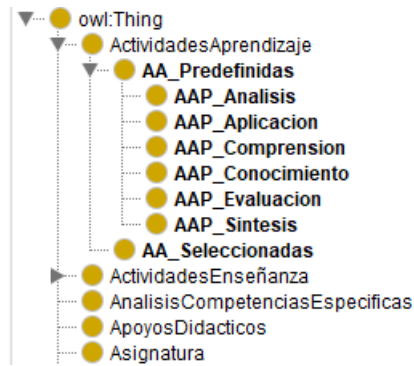 owl:Thing
ActividadesAprendizaje
AA_Predefinidas
AAP_Analisis
AAP_Aplicacion
AAP_Comprension
AAP_Conocimiento
AAP_Evaluacion
AAP_Sintesis
AA_Seleccionadas
ActividadesEnseñanza
AnalisisCompetenciasEspecificas
ApoyosDidacticos
Asignatura